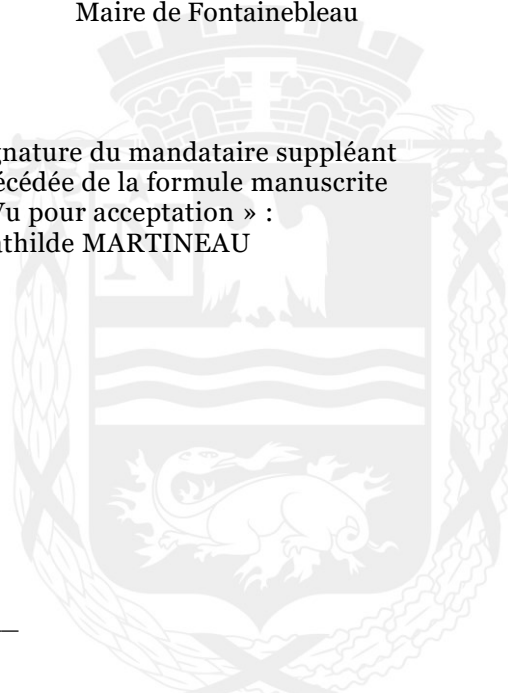 Maire de Fontainebleau
gnature du mandataire suppléant
écédée de la formule manuscrite
Vu pour acceptation » :
athilde MARTINEAU
N